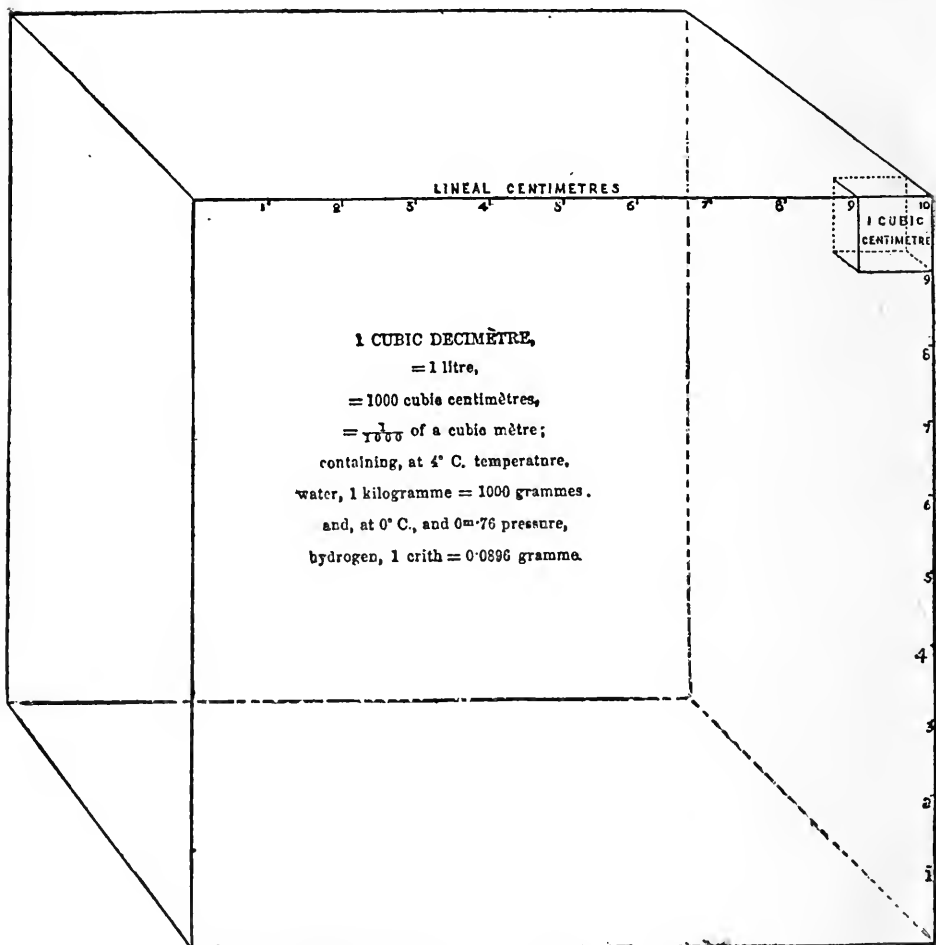 LINEAL CENTIMETRES
1 2 3 4 5 6 7 8 9 10
1 CUBIC
CENTIMETRE
9
8
7
6
5
4
3
2
1
1 CUBIC DECIMÈTRE,
= 1 litre,
= 1000 cubic centimètres,
= 1/1000 of a cubic mètre;
containing, at 4° C. temperature,
water, 1 kilogramme = 1000 grammes.
and, at 0° C., and 0m·76 pressure,
hydrogen, 1 crith = 0·0896 gramme.